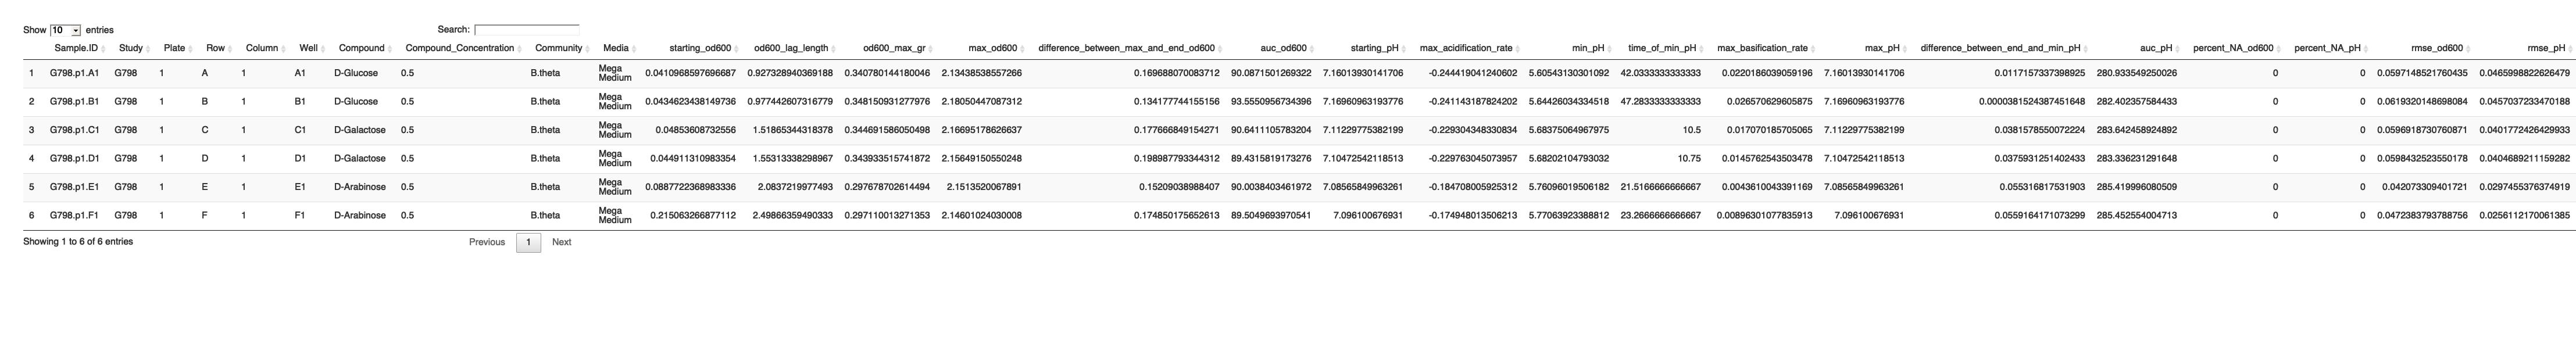 Show 10 entries Search:
Sample.ID Study Plate Row Column Well Compound Compound_Concentration Community Media starting_od600 od600_lag_length od600_max_gr max_od600 difference_between_max_and_end_od600 auc_od600 starting_pH max_acidification_rate min_pH time_of_min_pH max_basification_rate max_pH difference_between_end_and_min_pH auc_pH percent_NA_od600 percent_NA_pH rmse_od600 rmse_pH
1 G798.p1.A1 G798 1 A 1 A1 D-Glucose 0.5 B.theta Mega Medium 0.0410968597696687 0.927328940369188 0.340780144180046 2.13438538557266 0.169688070083712 90.0871501269322 7.16013930141706 -0.244419041240602 5.60543130301092 42.0333333333333 0.0220186039059196 7.16013930141706 0.0117157337398925 280.933549250026 0 0 0.0597148521760435 0.0465998822626479
2 G798.p1.B1 G798 1 B 1 B1 D-Glucose 0.5 B.theta Mega Medium 0.0434623438149736 0.977442607316779 0.348150931277976 2.18050447087312 0.134177744155156 93.5550956734396 7.16960963193776 -0.241143187824202 5.64426034334518 47.2833333333333 0.026570629605875 7.16960963193776 0.0000381524387451648 282.402357584433 0 0 0.0619320148698084 0.0457037233470188
3 G798.p1.C1 G798 1 C 1 C1 D-Galactose 0.5 B.theta Mega Medium 0.04853608732556 1.51865344318378 0.344691586050498 2.16695178626637 0.177666849154271 90.6411105783204 7.11229775382199 -0.229304348330834 5.68375064967975 10.5 0.017070185705065 7.11229775382199 0.0381578550072224 283.642458924892 0 0 0.0596918730760871 0.0401772426429933
4 G798.p1.D1 G798 1 D 1 D1 D-Galactose 0.5 B.theta Mega Medium 0.044911310983354 1.55313338298967 0.343933515741872 2.15649150550248 0.198987793344312 89.4315819173276 7.10472542118513 -0.229763045073957 5.68202104793032 10.75 0.0145762543503478 7.10472542118513 0.0375931251402433 283.336231291648 0 0 0.0598432523550178 0.0404689211159282
5 G798.p1.E1 G798 1 E 1 E1 D-Arabinose 0.5 B.theta Mega Medium 0.0887722368983336 2.0837219977493 0.297678702614494 2.1513520067891 0.15209038988407 90.0038403461972 7.08565849963261 -0.184708005925312 5.76096019506182 21.5166666666667 0.0043610043391169 7.08565849963261 0.055316817531903 285.419996080509 0 0 0.042073309401721 0.0297455376374919
6 G798.p1.F1 G798 1 F 1 F1 D-Arabinose 0.5 B.theta Mega Medium 0.215063266877112 2.49866359490333 0.297110013271353 2.14601024030008 0.174850175652613 89.5049693970541 7.096100676931 -0.174948013506213 5.77063923388812 23.2666666666667 0.00896301077835913 7.096100676931 0.0559164171073299 285.452554004713 0 0 0.0472383793788756 0.0256112170061385
Showing 1 to 6 of 6 entries Previous 1 Next